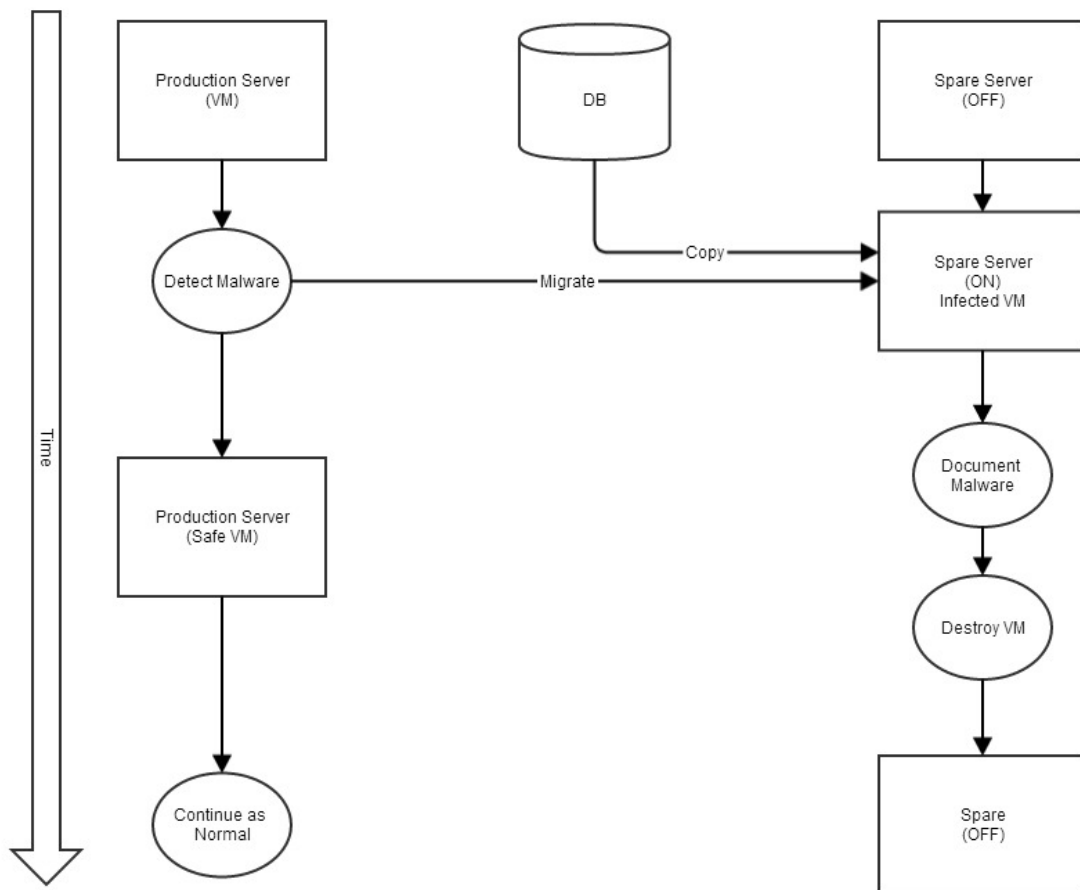 Production Server
(VM)
DB
Spare Server
(OFF)
Copy
Detect Malware
Migrate
Spare Server
(ON)
Infected VM
Time
Document
Malware
Production Server
(Safe VM)
Destroy VM
Continue as
Normal
Spare
(OFF)